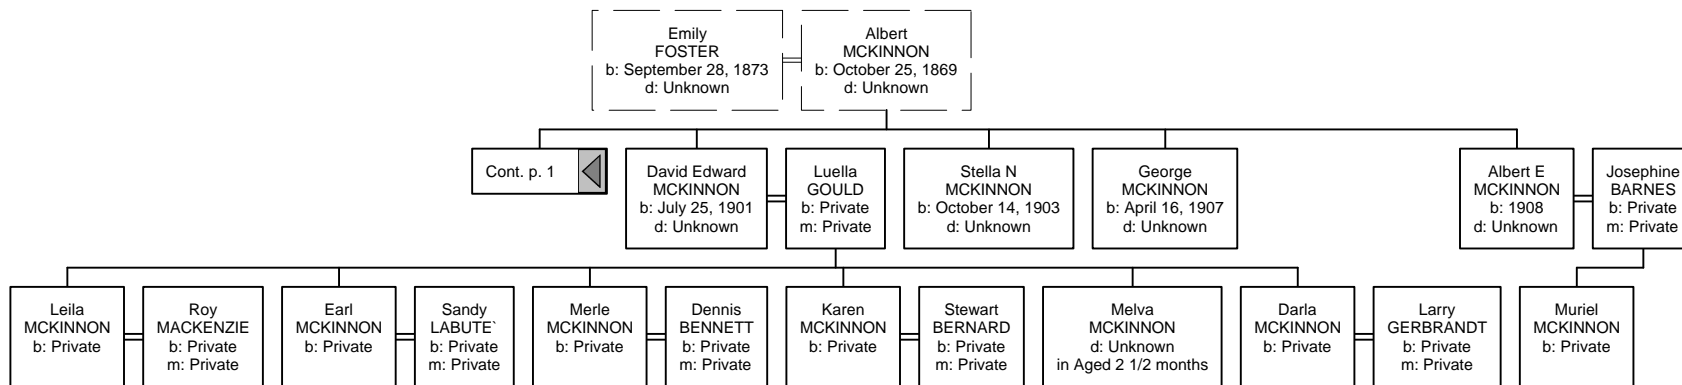 Emily
FOSTER
b: September 28, 1873
d: Unknown
Albert
MCKINNON
b: October 25, 1869
d: Unknown
Cont. p. 1
David Edward
MCKINNON
b: July 25, 1901
d: Unknown
Luella
GOULD
b: Private
m: Private
Stella N
MCKINNON
b: October 14, 1903
d: Unknown
George
MCKINNON
b: April 16, 1907
d: Unknown
Albert E
MCKINNON
b: 1908
d: Unknown
Josephine
BARNES
b: Private
m: Private
Leila
MCKINNON
b: Private
Roy
MACKENZIE
b: Private
m: Private
Earl
MCKINNON
b: Private
Sandy
LABUTE`
b: Private
m: Private
Merle
MCKINNON
b: Private
Dennis
BENNETT
b: Private
m: Private
Karen
MCKINNON
b: Private
Stewart
BERNARD
b: Private
m: Private
Melva
MCKINNON
d: Unknown
in Aged 2 1/2 months
Darla
MCKINNON
b: Private
Larry
GERBRANDT
b: Private
m: Private
Muriel
MCKINNON
b: Private